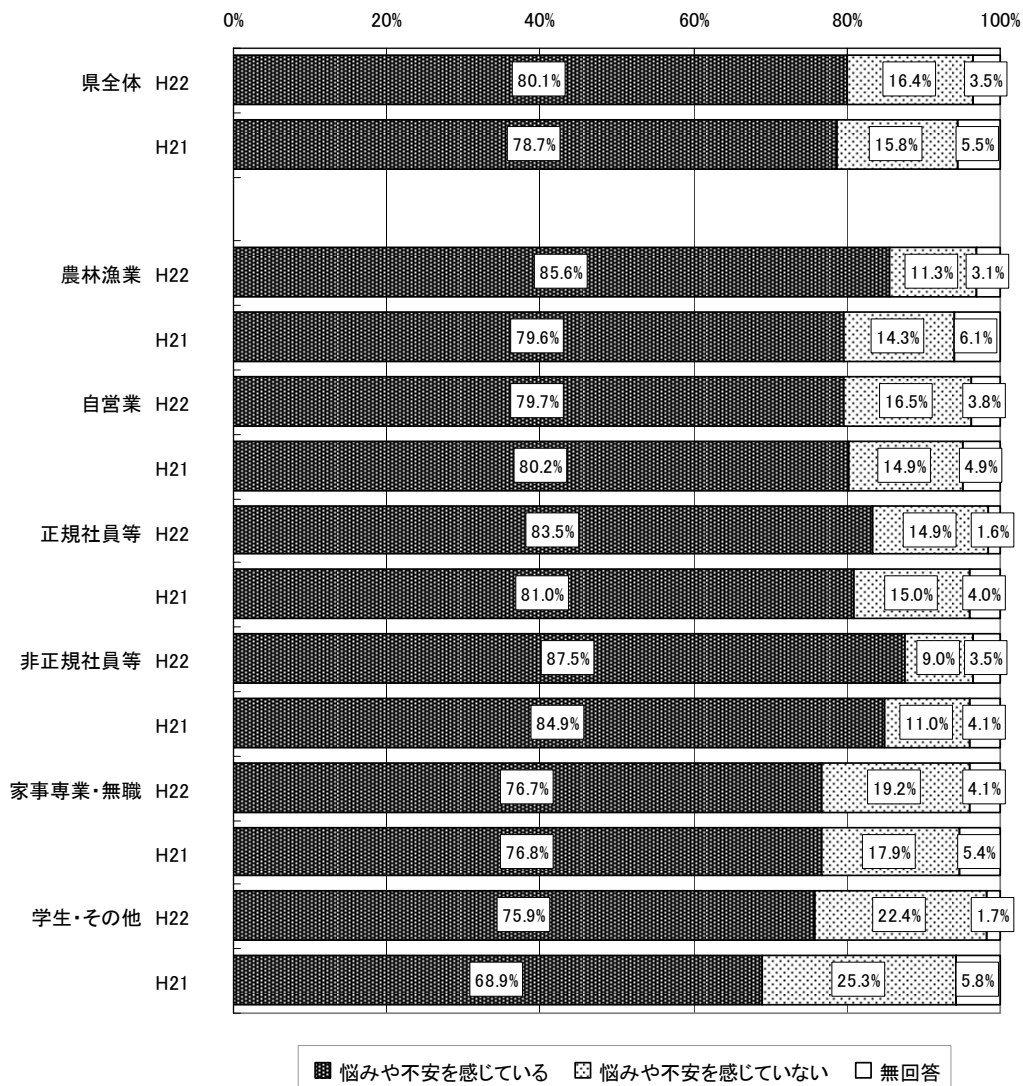 0% 20% 40% 60% 80% 100%
県全体 H22 80.1% 16.4% 3.5%
H21 78.7% 15.8% 5.5%
農林漁業 H22 85.6% 11.3% 3.1%
H21 79.6% 14.3% 6.1%
自営業 H22 79.7% 16.5% 3.8%
H21 80.2% 14.9% 4.9%
正規社員等 H22 83.5% 14.9% 1.6%
H21 81.0% 15.0% 4.0%
非正規社員等 H22 87.5% 9.0% 3.5%
H21 84.9% 11.0% 4.1%
家事専業・無職 H22 76.7% 19.2% 4.1%
H21 76.8% 17.9% 5.4%
学生・その他 H22 75.9% 22.4% 1.7%
H21 68.9% 25.3% 5.8%
悩みや不安を感じている 悩みや不安を感じていない 無回答